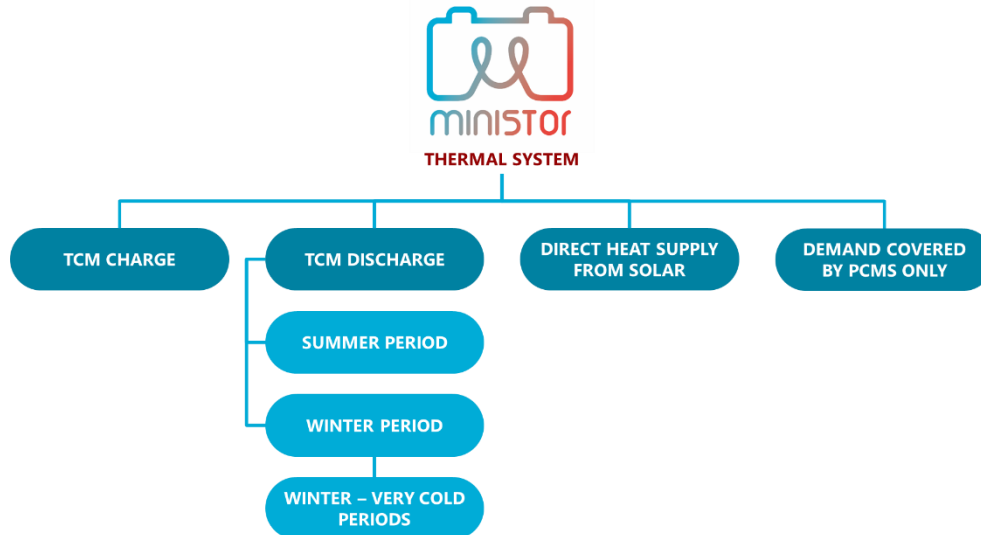 MINISTOR
THERMAL SYSTEM
TCM CHARGE
TCM DISCHARGE
DIRECT HEAT SUPPLY
FROM SOLAR
DEMAND COVERED
BY PCMS ONLY
SUMMER PERIOD
WINTER PERIOD
WINTER – VERY COLD
PERIODS